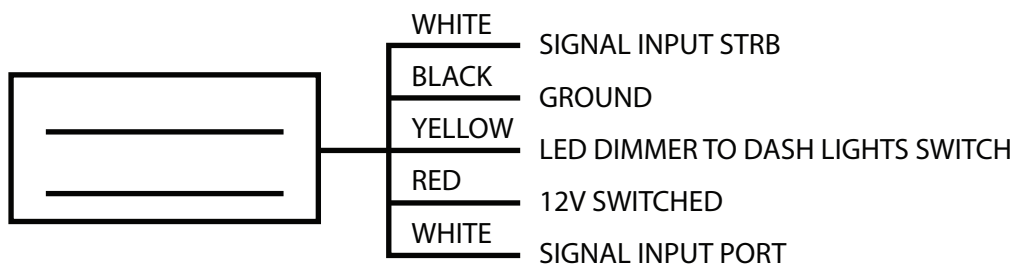 WHITE SIGNAL INPUT STRB
BLACK GROUND
YELLOW LED DIMMER TO DASH LIGHTS SWITCH
RED 12V SWITCHED
WHITE SIGNAL INPUT PORT